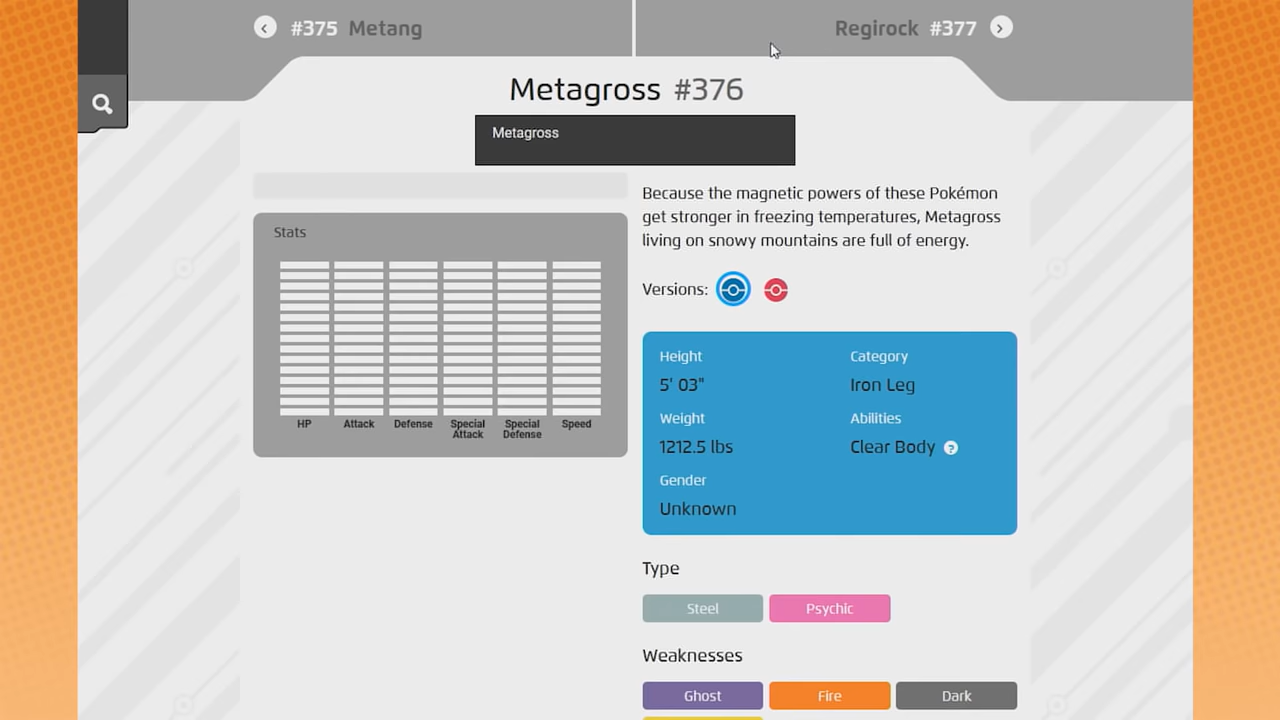 #375 Metang
Regirock #377
Metagross #376
Metagross
Because the magnetic powers of these Pokémon
get stronger in freezing temperatures, Metagross
living on snowy mountains are full of energy.
Versions:
Stats
HP
Attack
Defense
Special
Attack
Special
Defense
Speed
Height
5' 03"
Category
Iron Leg
Weight
1212.5 lbs
Abilities
Clear Body ?
Gender
Unknown
Type
Steel
Psychic
Weaknesses
Ghost
Fire
Dark